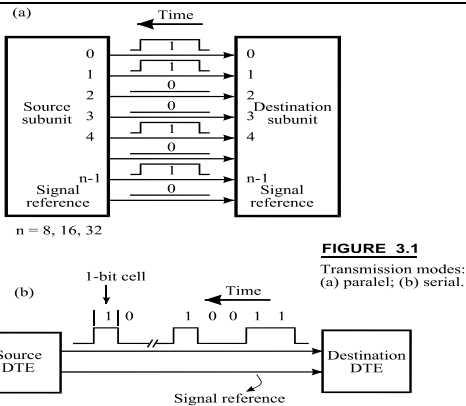 (a)
Time
0 1 0
1 1 1
2 0 2
Source 3 0 3 Destination
subunit 4 1 4 subunit
0
n-1 1 n-1
Signal reference 0 Signal reference
n = 8, 16, 32
FIGURE 3.1
Transmission modes:
(a) paralel; (b) serial.
1-bit cell
(b)
Time
1 0 1 0 0 1 1
Source DTE
Destination DTE
Signal reference